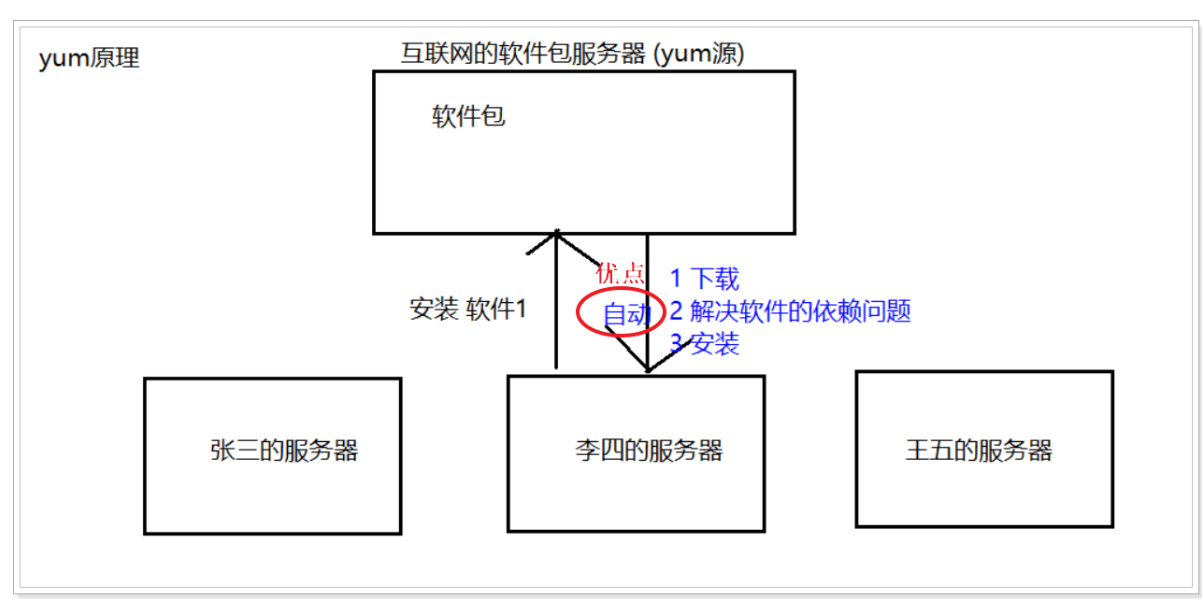 yum原理
互联网的软件包服务器 (yum源)
软件包
安装 软件1
优点
自动
1 下载
2 解决软件的依赖问题
3 安装
张三的服务器
李四的服务器
王五的服务器